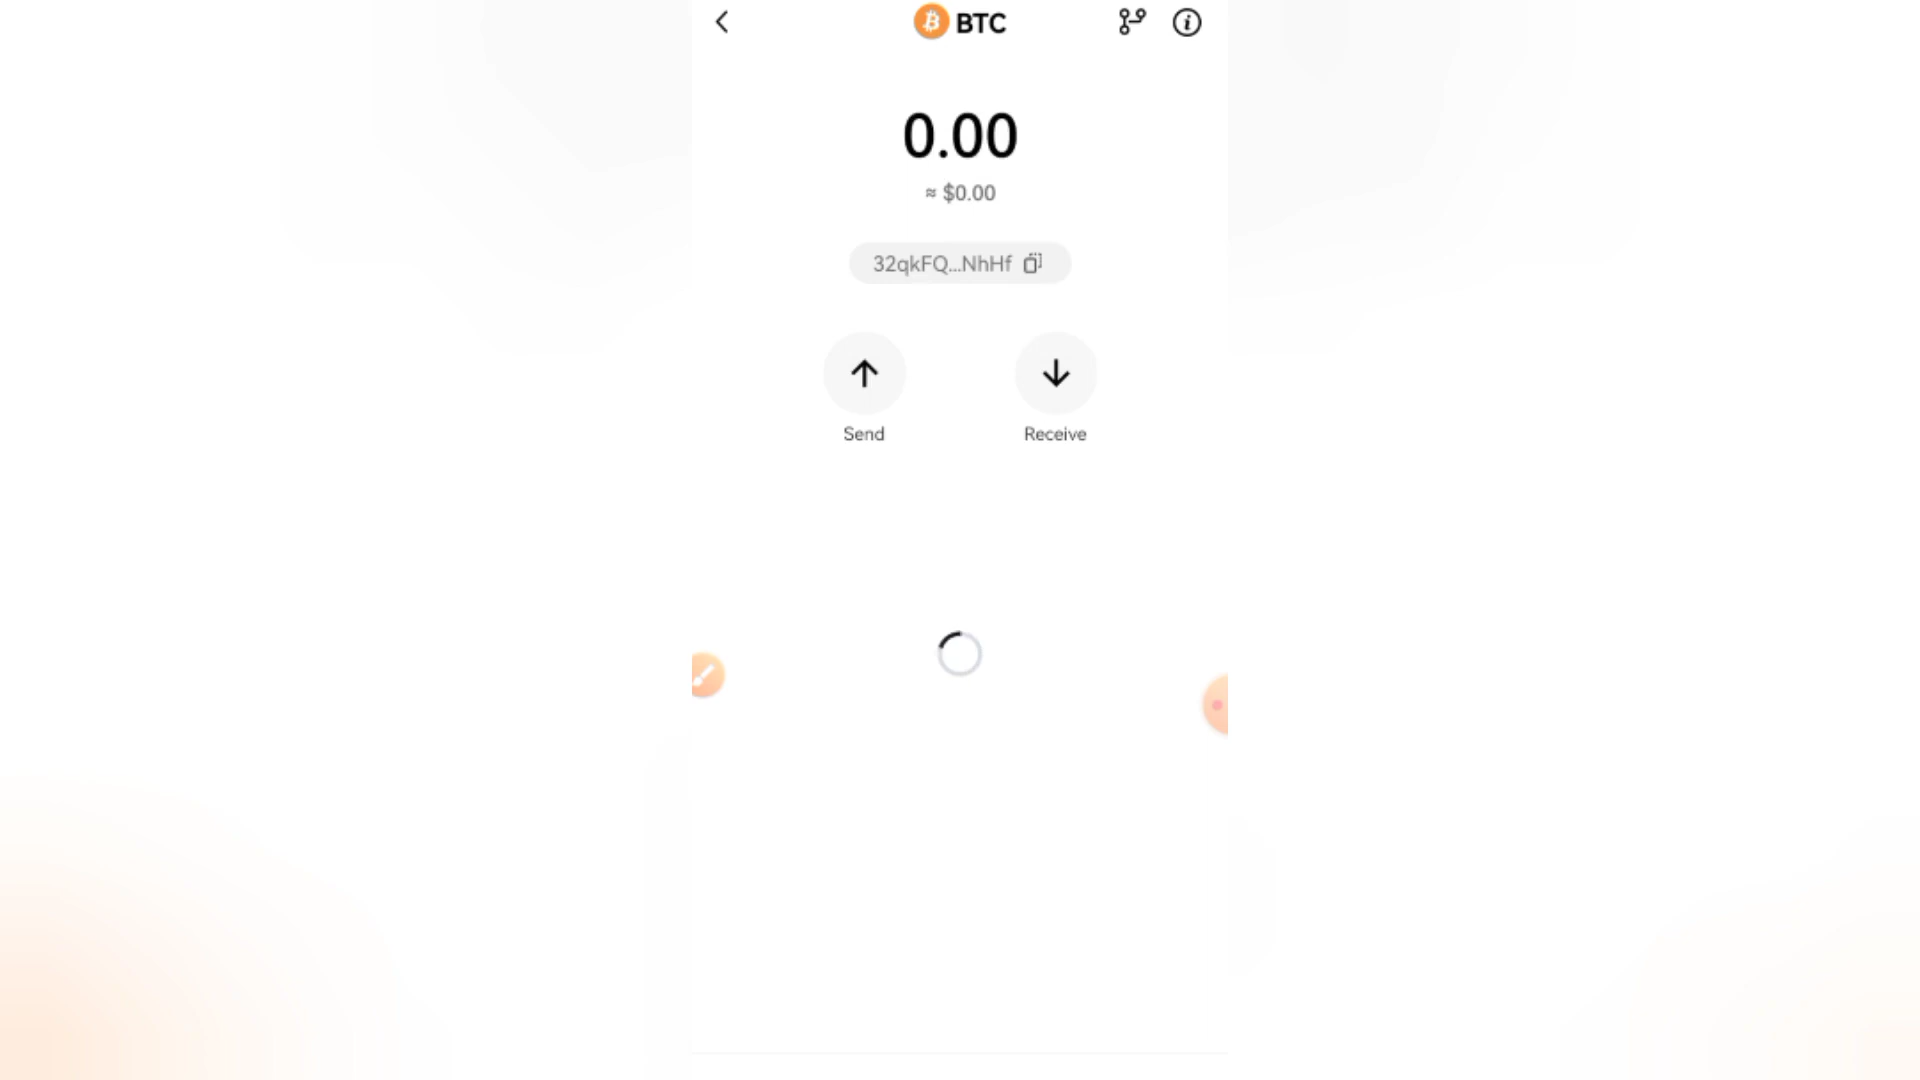 BTC
0.00
≈ $0.00
32qkFQ...NhHf
Send
Receive